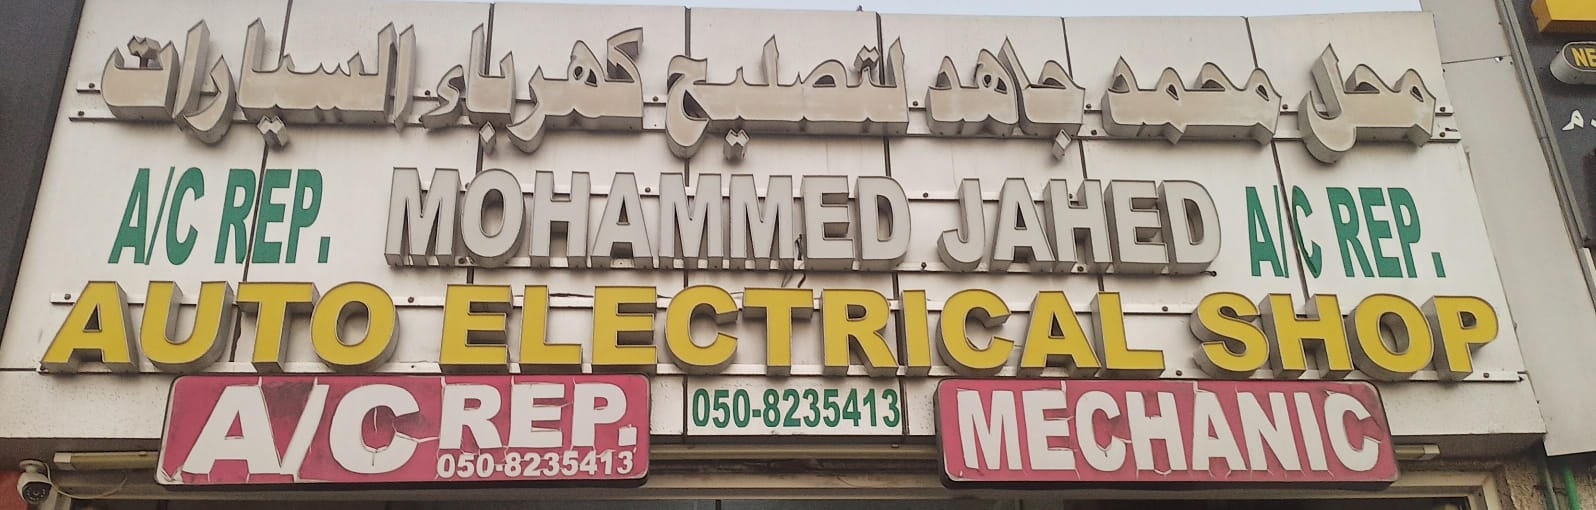 محل محمد جاهد لتصليح كهرباء السيارات
A/C REP. MOHAMMED JAHED A/C REP.
AUTO ELECTRICAL SHOP
A/C REP.
050-8235413
050-8235413
MECHANIC
NE